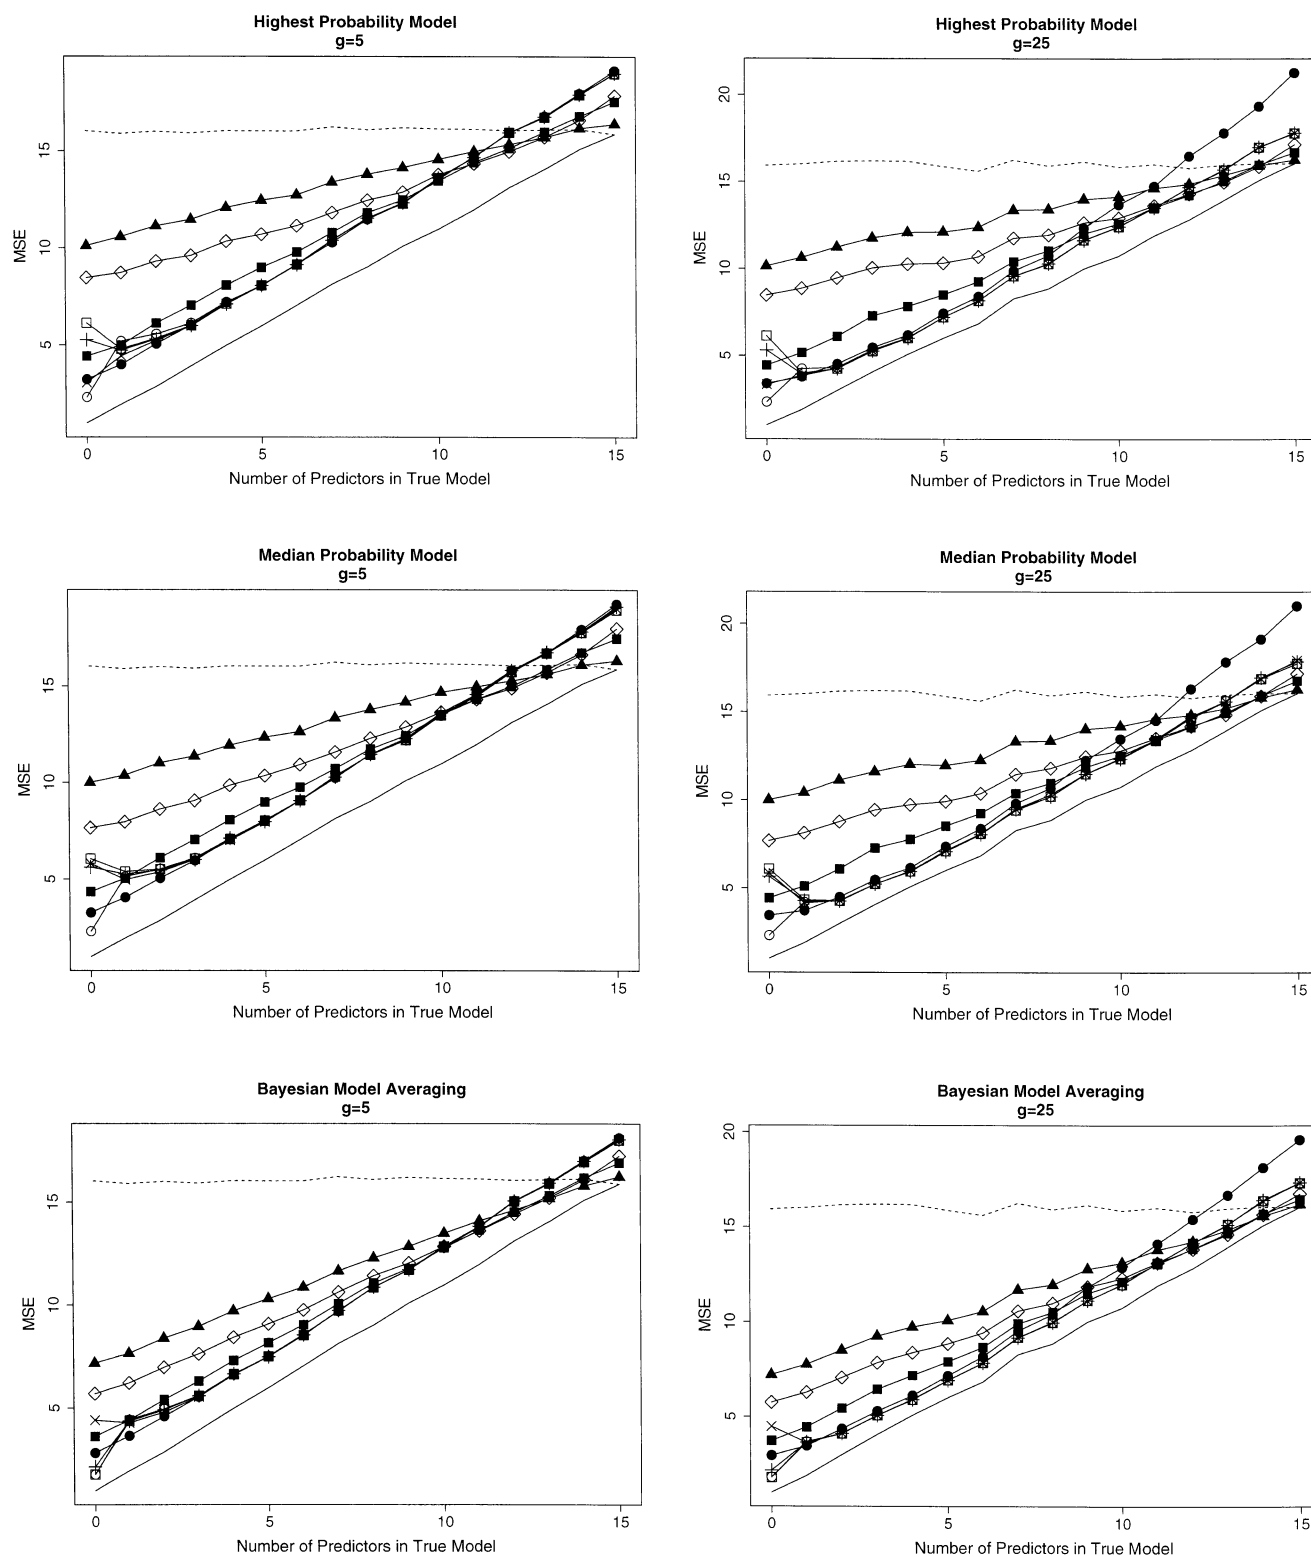 Highest Probability Model
g=5
MSE
15
10
5
0 5 10 15
Number of Predictors in True Model
Highest Probability Model
g=25
MSE
20
15
10
5
0 5 10 15
Number of Predictors in True Model
Median Probability Model
g=5
MSE
15
10
5
0 5 10 15
Number of Predictors in True Model
Median Probability Model
g=25
MSE
20
15
10
5
0 5 10 15
Number of Predictors in True Model
Bayesian Model Averaging
g=5
MSE
15
10
5
0 5 10 15
Number of Predictors in True Model
Bayesian Model Averaging
g=25
MSE
20
15
10
5
0 5 10 15
Number of Predictors in True Model